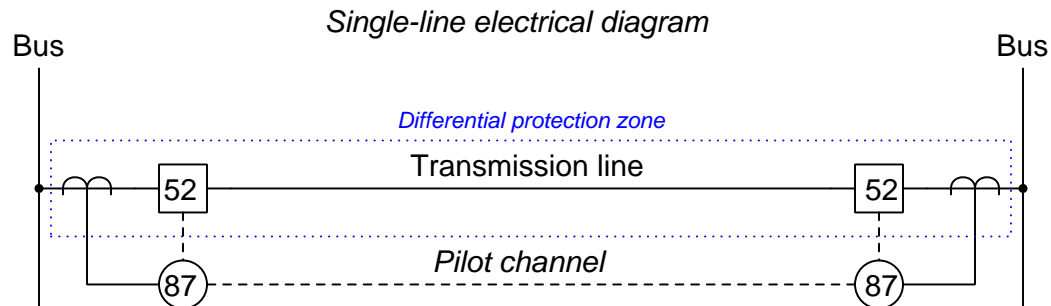 Single-line electrical diagram
Bus
Bus
Differential protection zone
Transmission line
52
52
Pilot channel
87
87